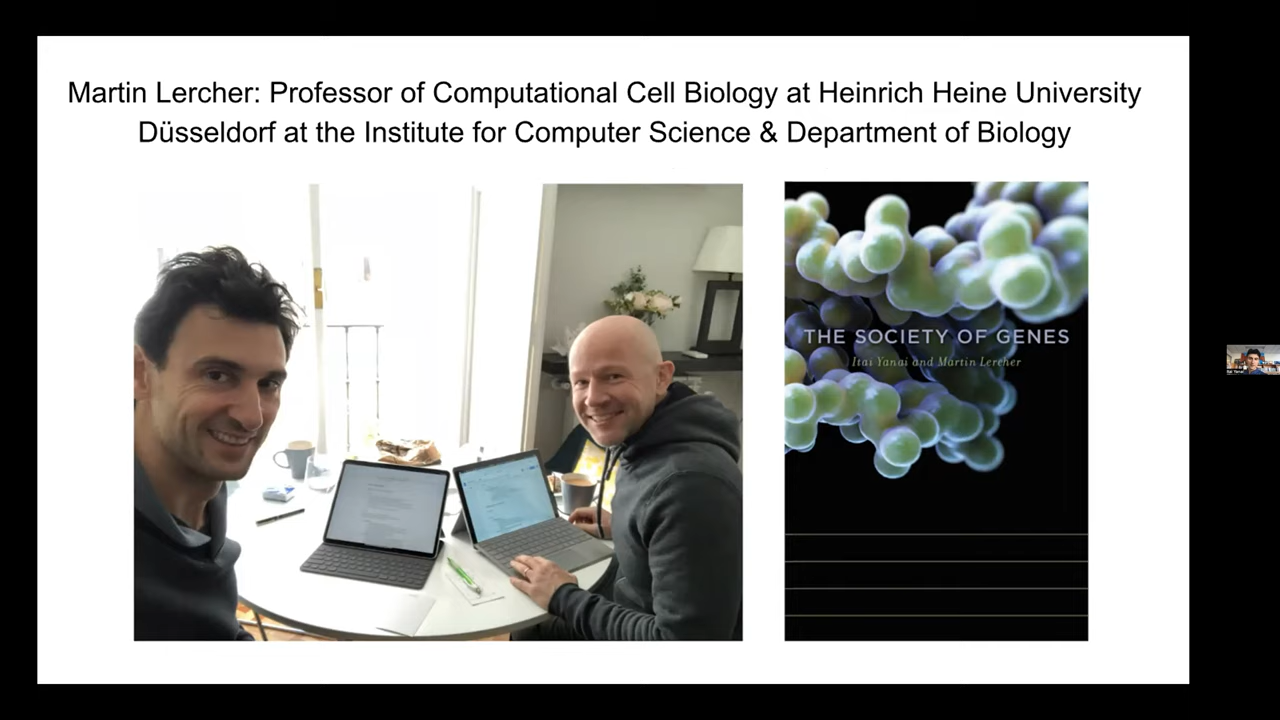 Martin Lercher: Professor of Computational Cell Biology at Heinrich Heine University
Düsseldorf at the Institute for Computer Science & Department of Biology
THE SOCIETY OF GENES
Itai Yanai and Martin Lercher